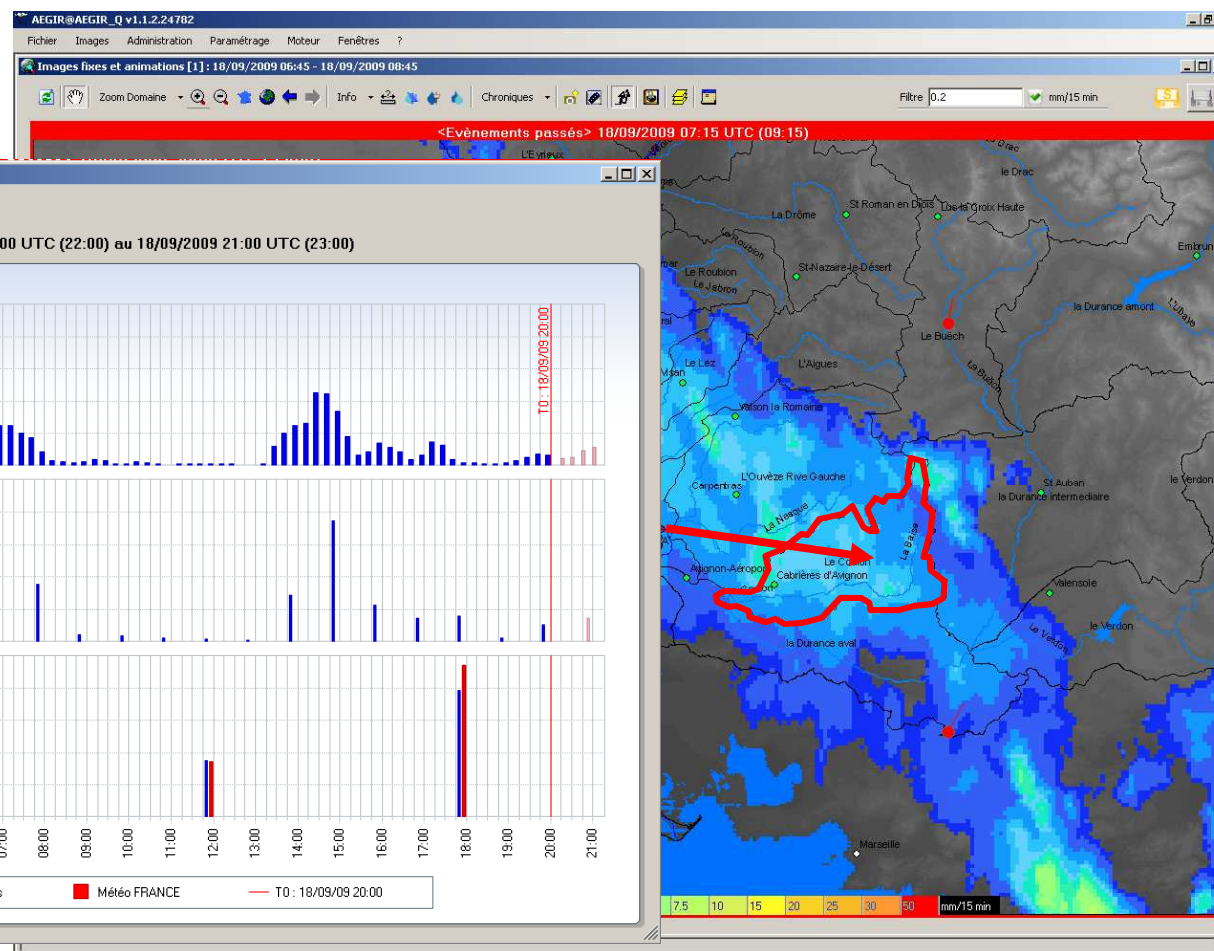 AEGIR@AEGIR_Q v1.1.2.24782
Fichier Images Administration Paramétrage Moteur Fenêtres ?
Images fixes et animations [1] : 18/09/2009 06:45 - 18/09/2009 08:45
Zoom Domaine Info Chroniques Filtre 0.2 mm/15 min
<Evènements passés> 18/09/2009 07:15 UTC (09:15)
00 UTC (22:00) au 18/09/2009 21:00 UTC (23:00)
T0 : 18/09/09 20:00
07:00 08:00 09:00 10:00 11:00 12:00 13:00 14:00 15:00 16:00 17:00 18:00 19:00 20:00 21:00
s Météo FRANCE T0 : 18/09/09 20:00
L'Eyrieux
le Drac
La Drôme
St Roman en Diois
Lus-la Croix Haute
Le Roubion
Embrun
Le Roubion
St-Nazaire-le-Désert
Le Jabron
la Durance amont
L'Ubaye
Le Buëch
Le Lez
L'Aigues
Le Buëch
Vaison la Romaine
L'Ouvèze Rive Gauche
Carpentras
St Auban
la Durance intermediaire
le Verdon
La Nesque
Avignon-Aéroport
Cabrières d'Avignon
Valensole
le Verdon
Le Verdon
la Durance aval
Marseille
7.5 10 15 20 25 30 50 mm/15 min